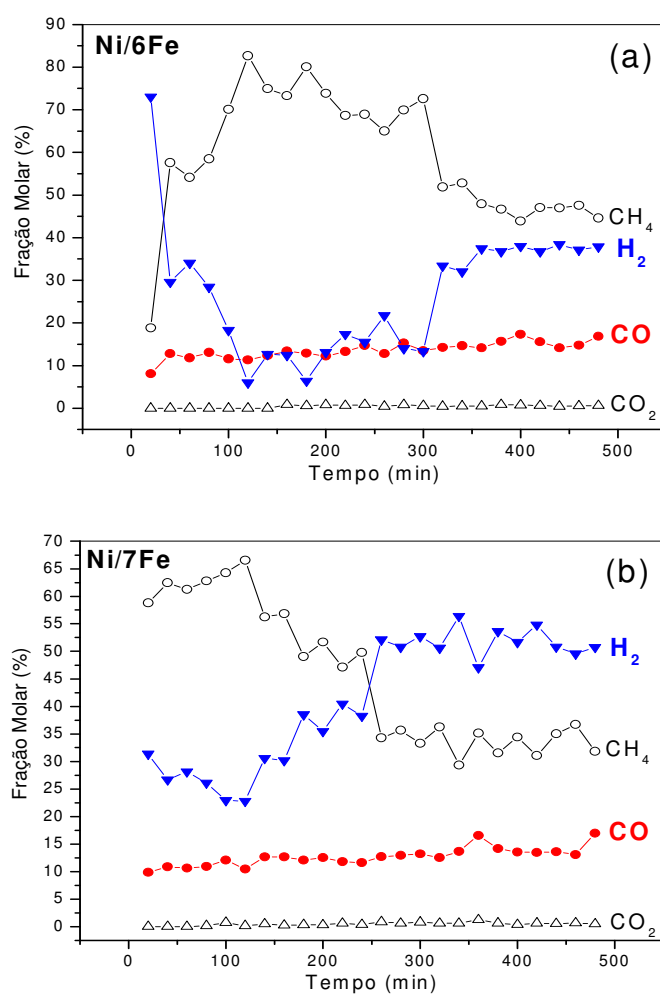 Ni/6Fe
(a)
90
80
70
60
50
40
30
20
10
0
Fração Molar (%)
CH₄
H₂
CO
CO₂
0 100 200 300 400 500
Tempo (min)
Ni/7Fe
(b)
70
65
60
55
50
45
40
35
30
25
20
15
10
5
0
Fração Molar (%)
H₂
CH₄
CO
CO₂
0 100 200 300 400 500
Tempo (min)